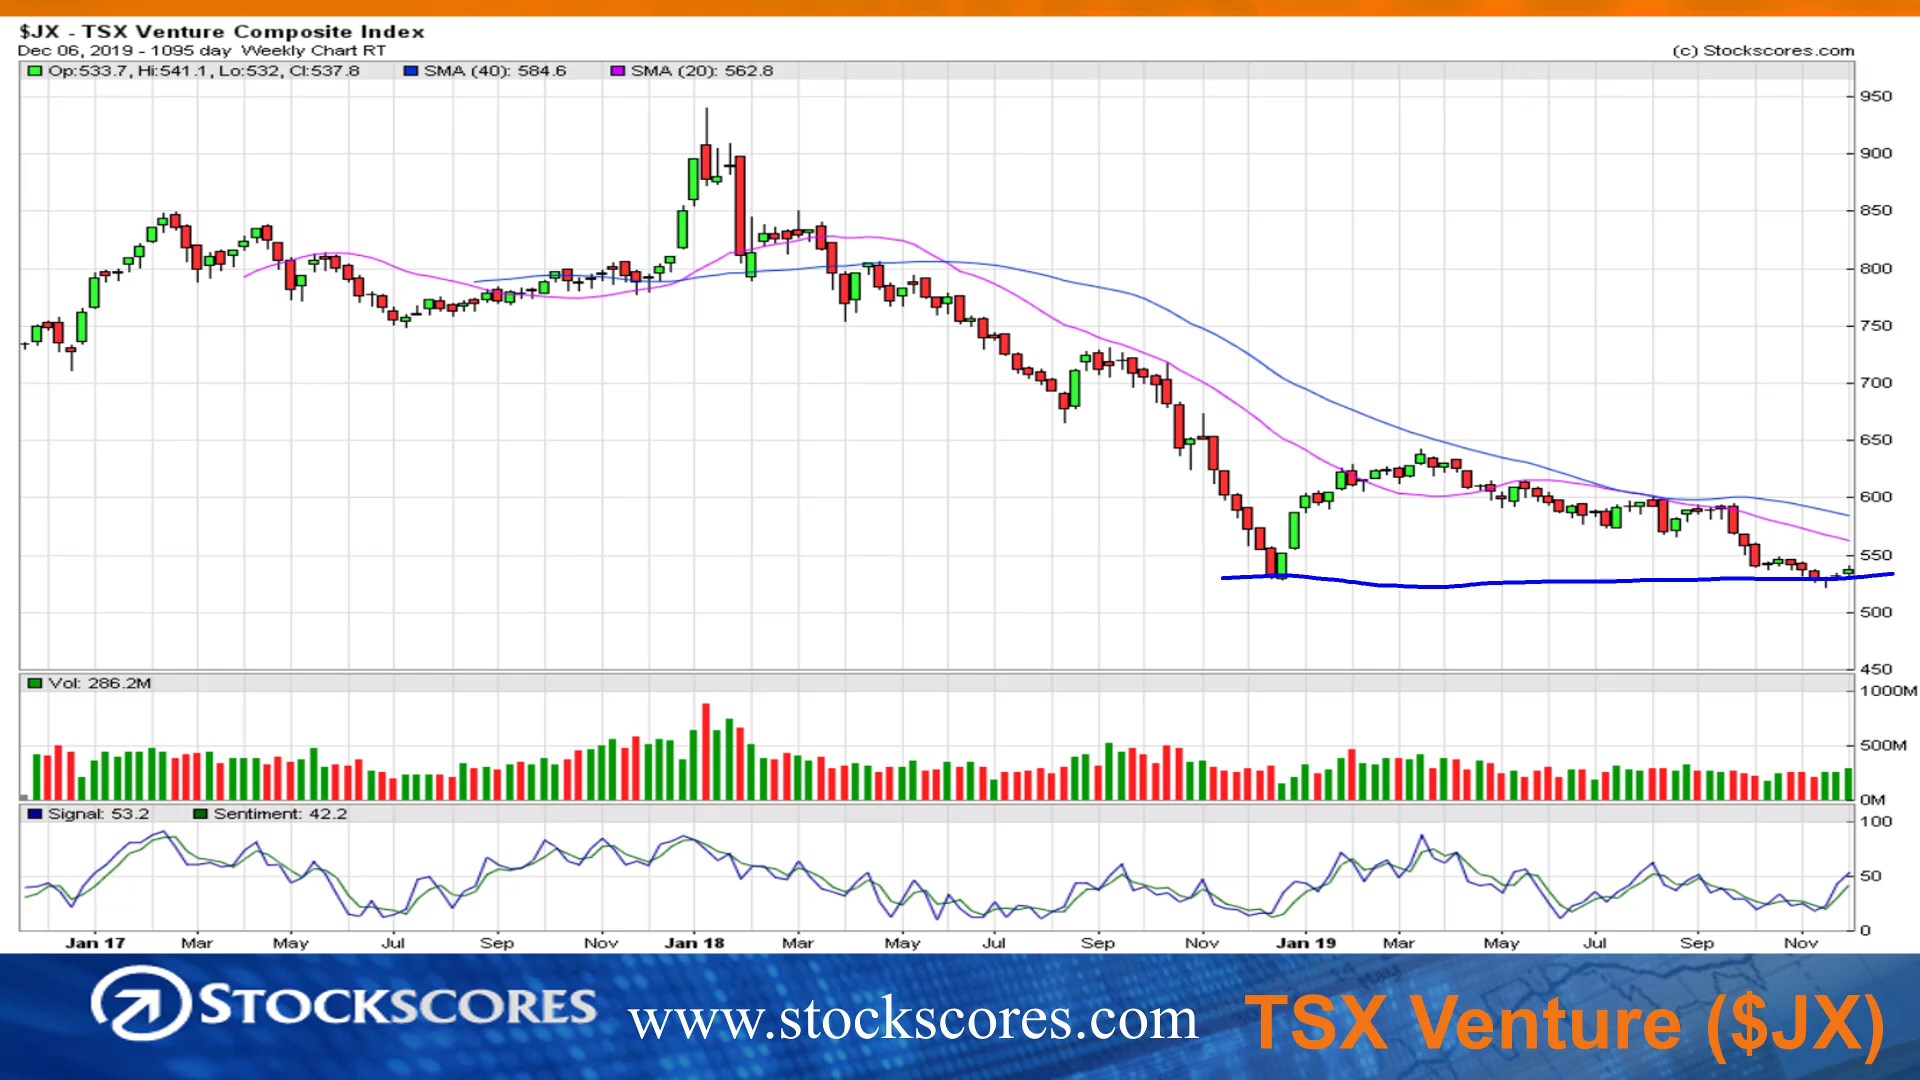 $JX - TSX Venture Composite Index
Dec 06, 2019 - 1095 day Weekly Chart RT
(c) Stockscores.com
Op:533.7, Hi:541.1, Lo:532, Cl:537.8
SMA (40): 584.6
SMA (20): 562.8
950
900
850
800
750
700
650
600
550
500
450
Vol: 286.2M
1000M
500M
0M
Signal: 53.2
Sentiment: 42.2
100
50
0
Jan 17 Mar May Jul Sep Nov Jan 18 Mar May Jul Sep Nov Jan 19 Mar May Jul Sep Nov
STOCKSCORES
www.stockscores.com
TSX Venture ($JX)